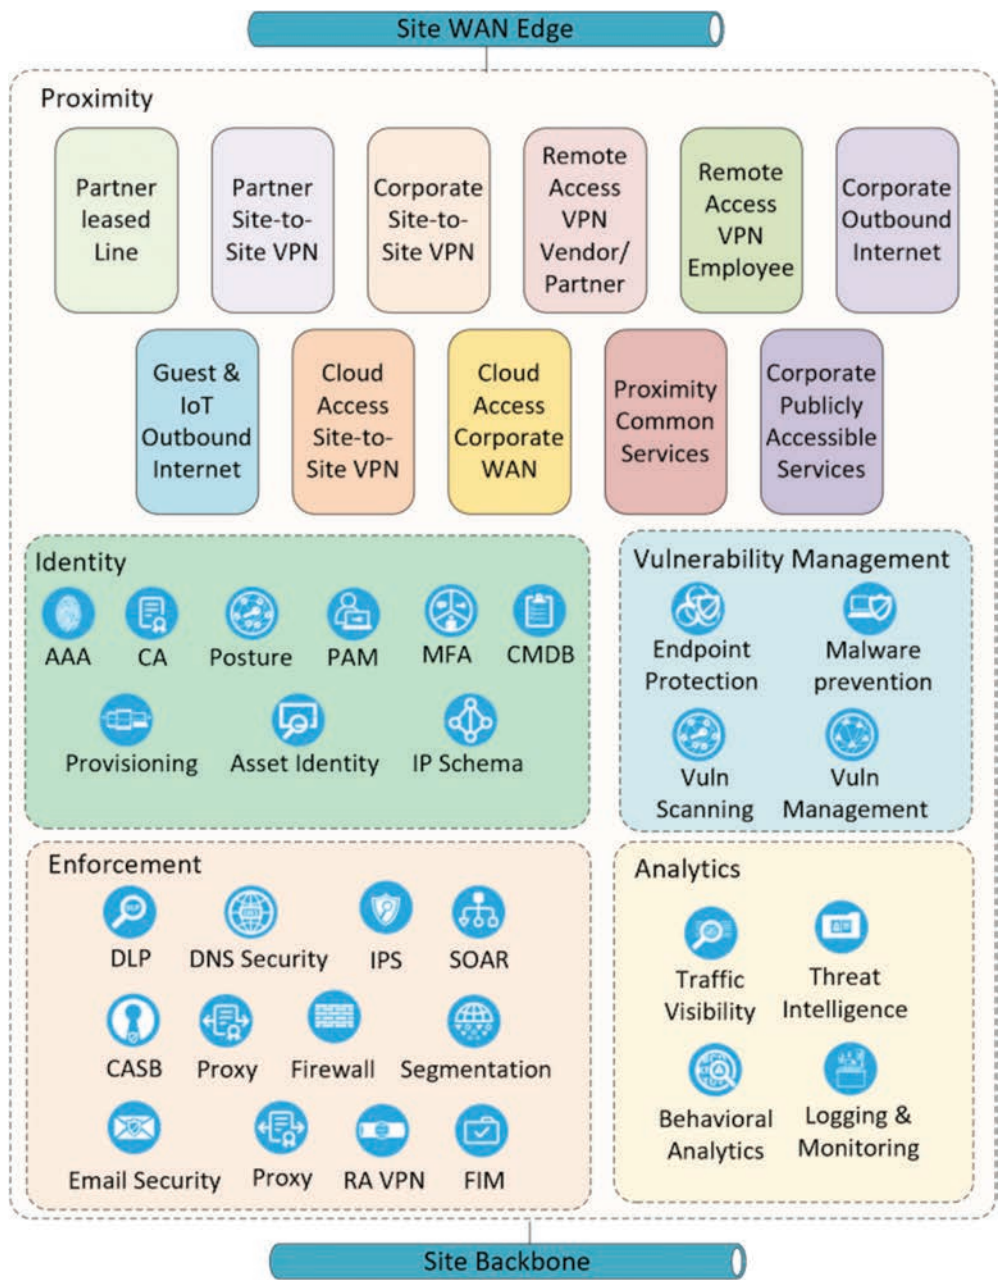 Site WAN Edge
Proximity
Partner
leased
Line
Partner
Site-to-
Site VPN
Corporate
Site-to-
Site VPN
Remote
Access
VPN
Vendor/
Partner
Remote
Access
VPN
Employee
Corporate
Outbound
Internet
Guest &
IoT
Outbound
Internet
Cloud
Access
Site-to-
Site VPN
Cloud
Access
Corporate
WAN
Proximity
Common
Services
Corporate
Publicly
Accessible
Services
Identity
AAA
CA
Posture
PAM
MFA
CMDB
Provisioning
Asset Identity
IP Schema
Vulnerability Management
Endpoint
Protection
Malware
prevention
Vuln
Scanning
Vuln
Management
Enforcement
DLP
DNS Security
IPS
SOAR
CASB
Proxy
Firewall
Segmentation
Email Security
Proxy
RA VPN
FIM
Analytics
Traffic
Visibility
Threat
Intelligence
Behavioral
Analytics
Logging &
Monitoring
Site Backbone